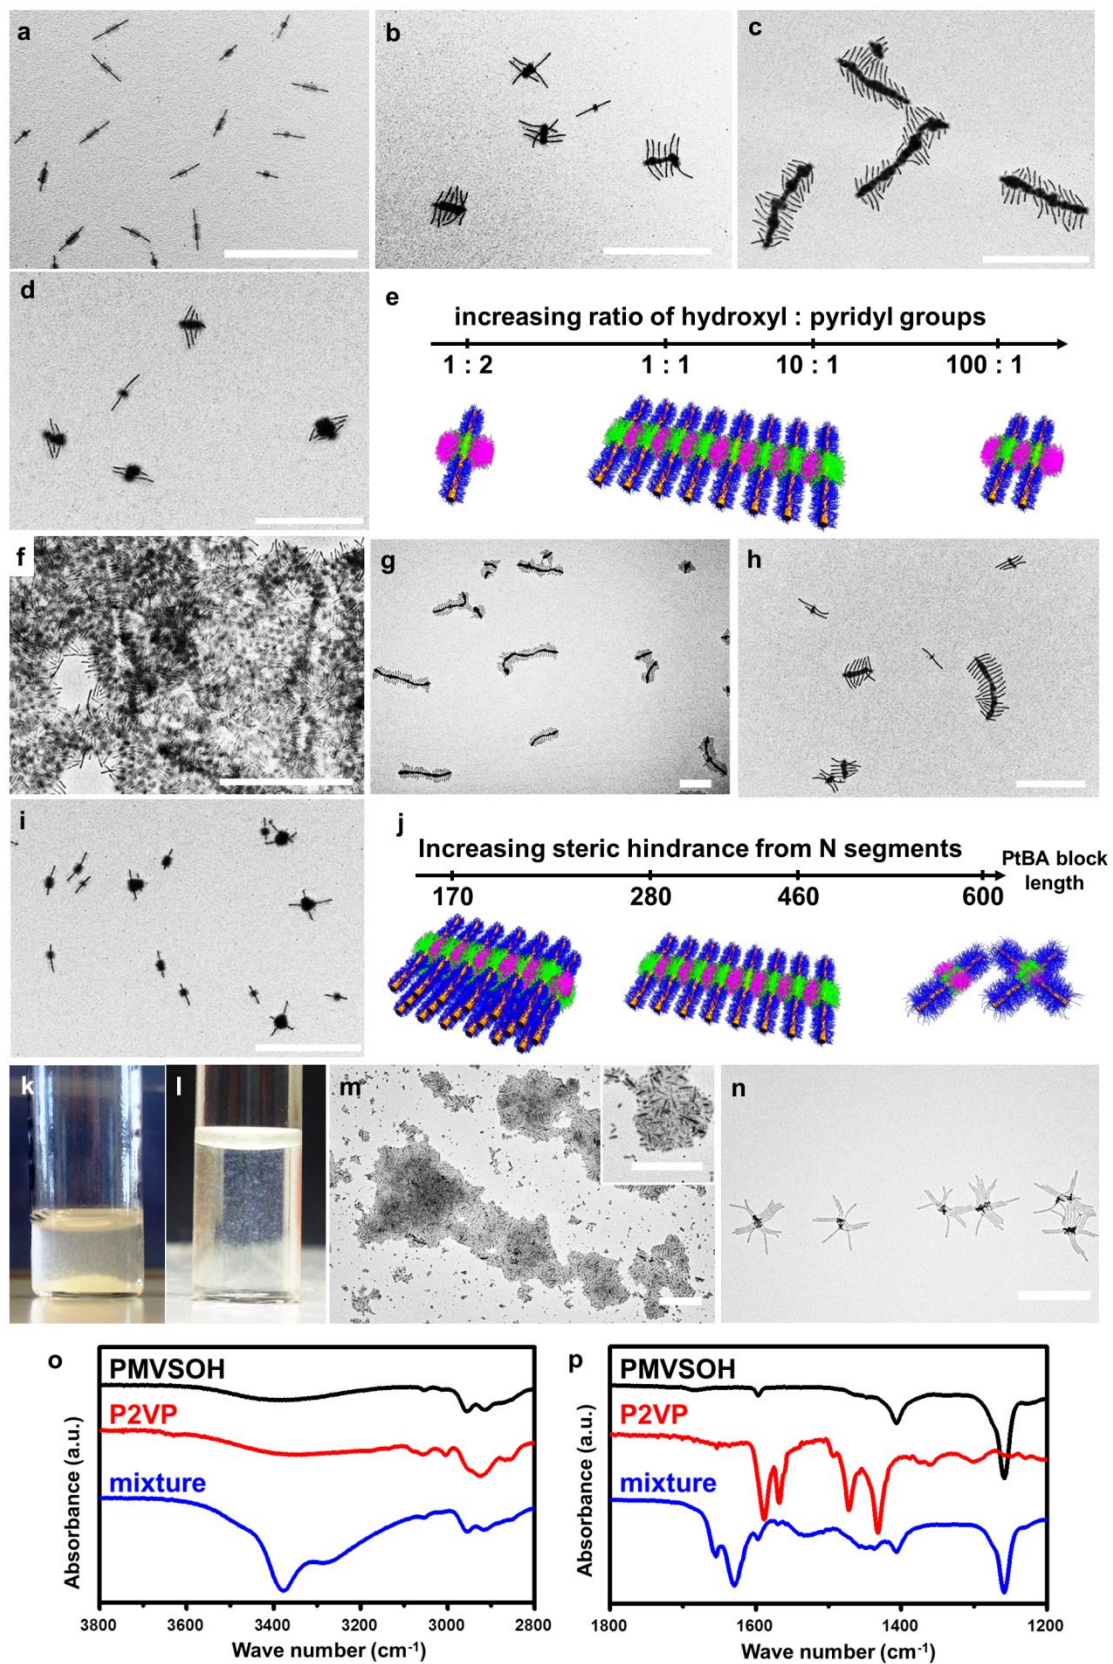 a
b
c
d
e
increasing ratio of hydroxyl : pyridyl groups
1 : 2
1 : 1
10 : 1
100 : 1
f
g
h
i
j
Increasing steric hindrance from N segments
PtBA block
length
170
280
460
600
k
l
m
n
o
PMVSOH
P2VP
mixture
Absorbance (a.u.)
3800
3600
3400
3200
3000
2800
Wave number (cm⁻¹)
p
PMVSOH
P2VP
mixture
Absorbance (a.u.)
1800
1600
1400
1200
Wave number (cm⁻¹)